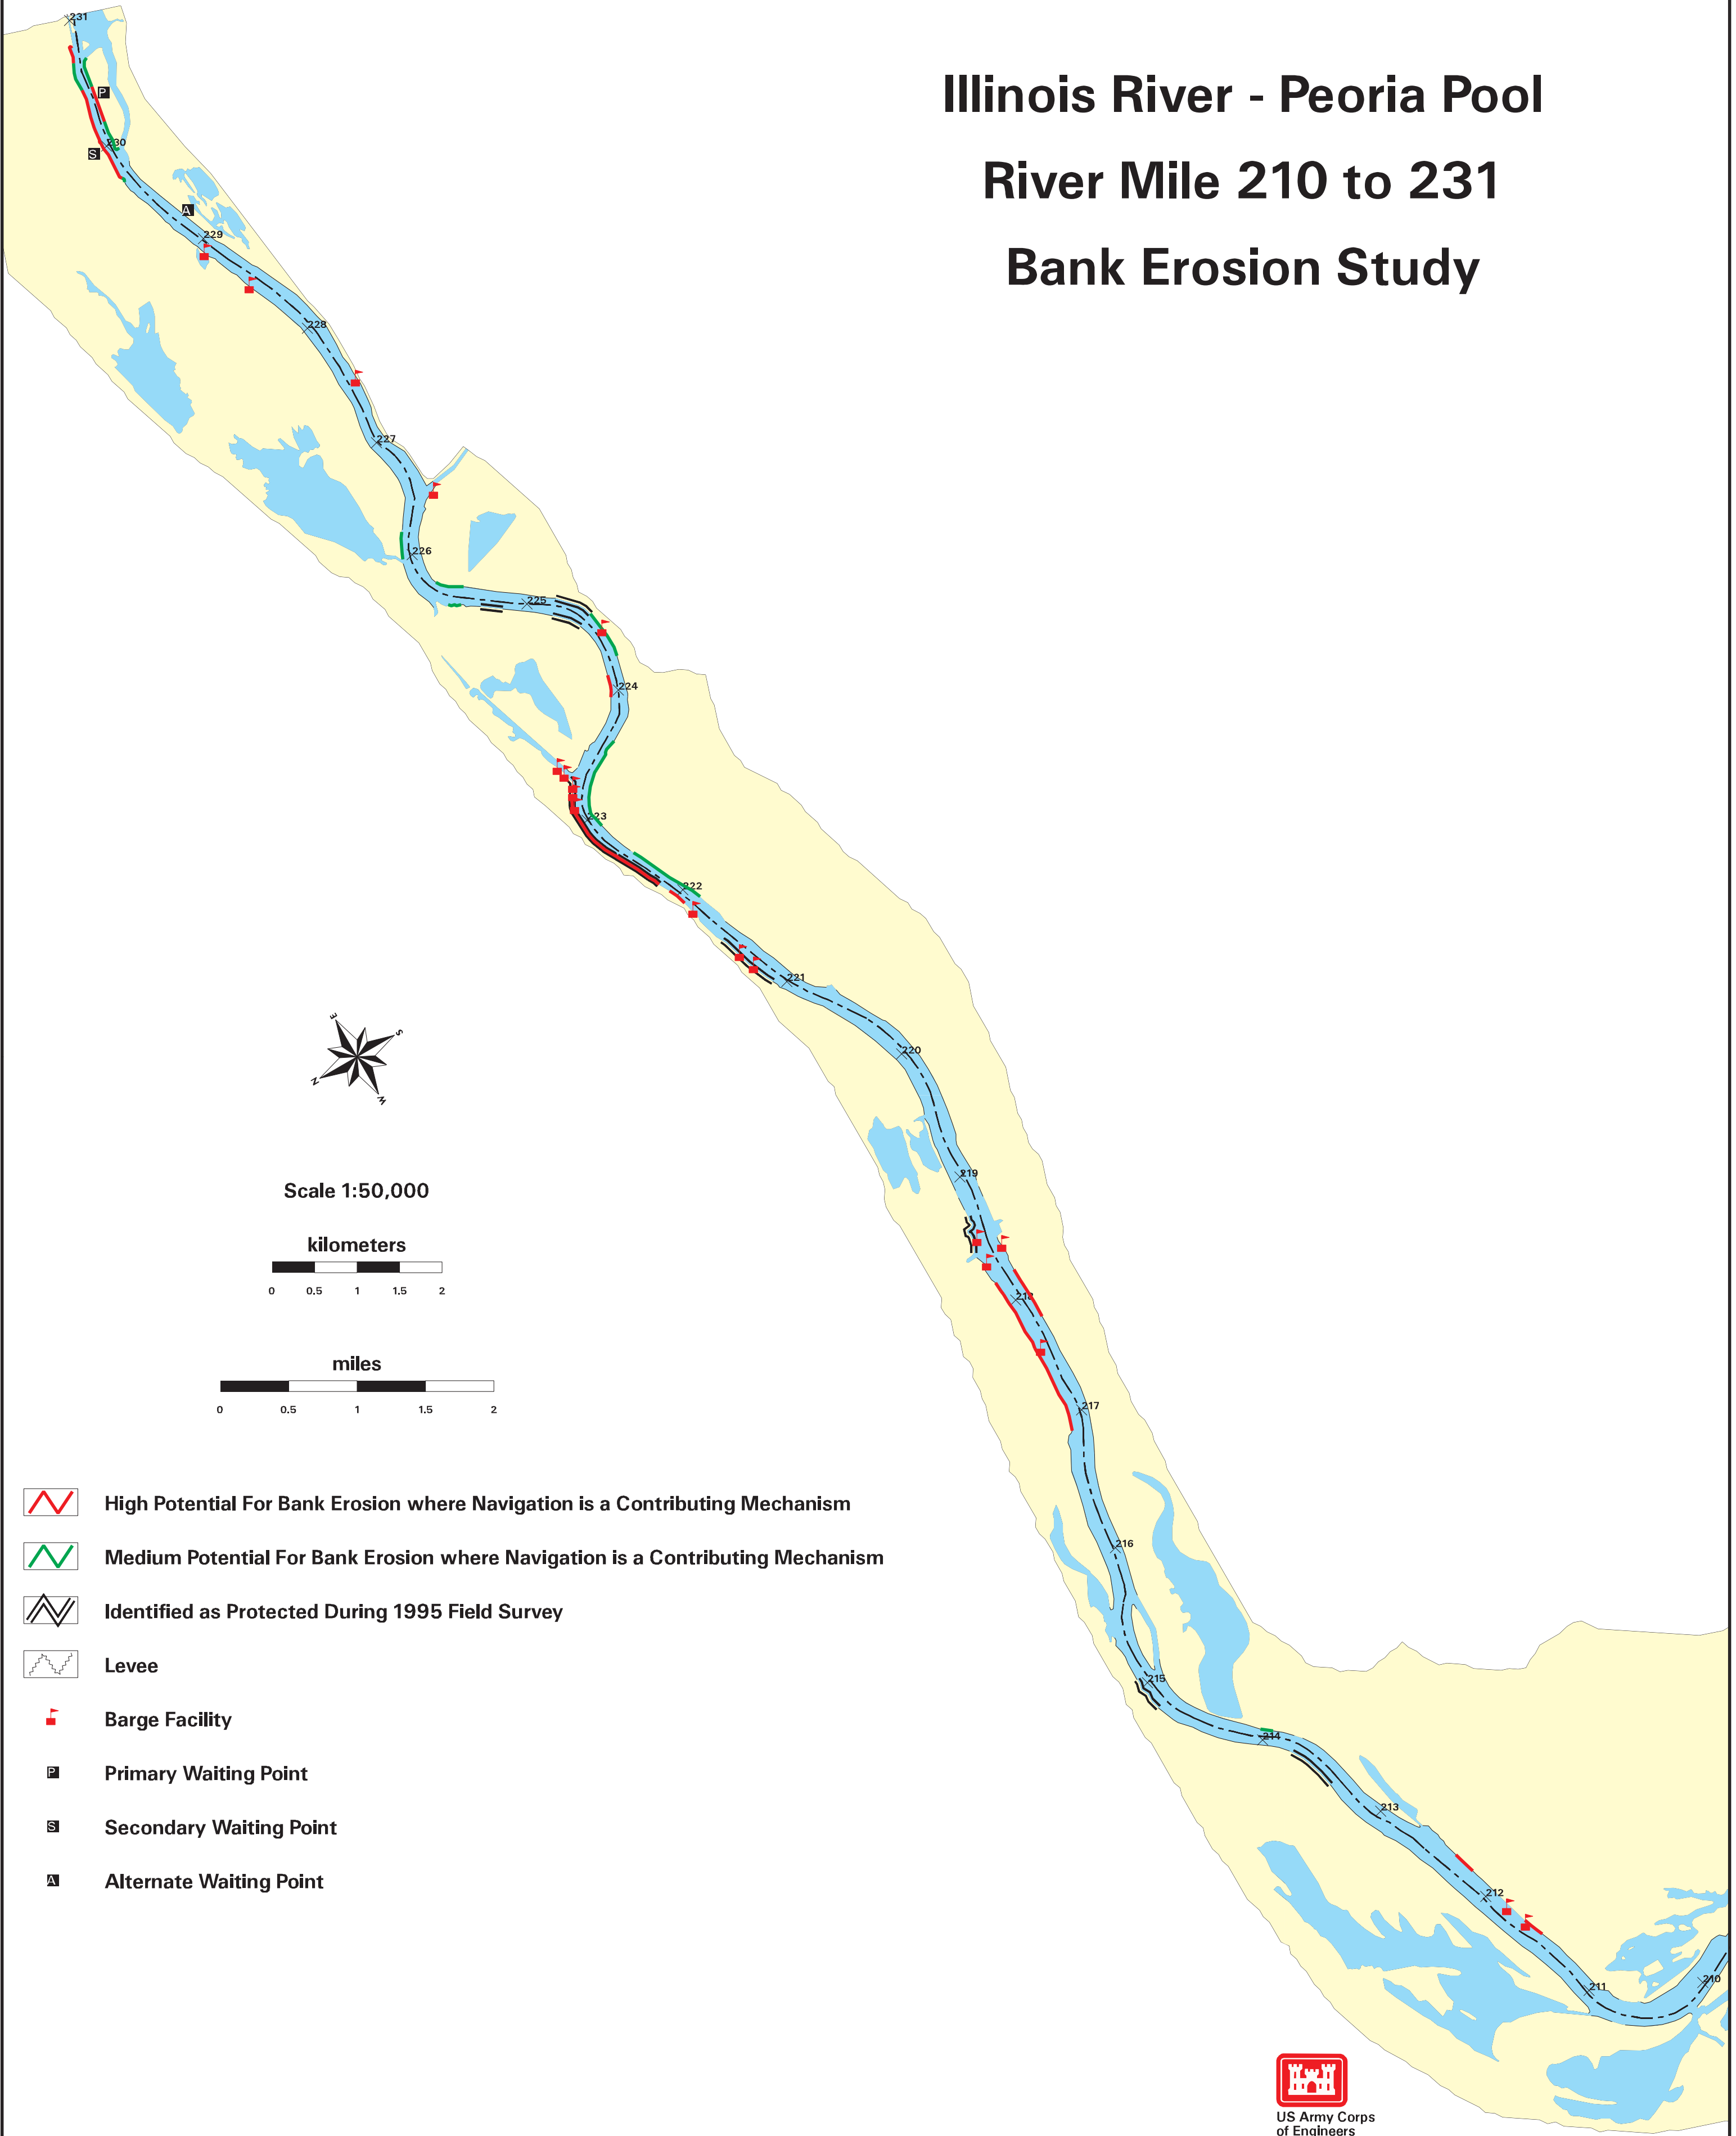 Illinois River - Peoria Pool
River Mile 210 to 231
Bank Erosion Study
231
P
230
S
A
229
228
227
226
225
224
223
222
221
220
219
218
217
216
215
214
213
212
211
210
E
S
N
W
Scale 1:50,000
kilometers
0 0.5 1 1.5 2
miles
0 0.5 1 1.5 2
High Potential For Bank Erosion where Navigation is a Contributing Mechanism
Medium Potential For Bank Erosion where Navigation is a Contributing Mechanism
Identified as Protected During 1995 Field Survey
Levee
Barge Facility
P Primary Waiting Point
S Secondary Waiting Point
A Alternate Waiting Point
US Army Corps
of Engineers